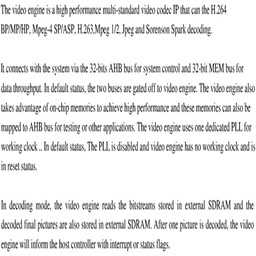 The video engine is a high performance multi-standard video codec IP that can the H.264
BP/MP/HP, Mpeg-4 SP/ASP, H.263,Mpeg 1/2, Jpeg and Sorenson Spark decoding.
It connects with the system via the 32-bits AHB bus for system control and 32-bit MEM bus for
data throughput. In default status, the two buses are gated off to video engine. The video engine also
takes advantage of on-chip memories to achieve high performance and these memories can also be
mapped to AHB bus for testing or other applications. The video engine uses one dedicated PLL for
working clock .. In default status, The PLL is disabled and video engine has no working clock and is
in reset status.
In decoding mode, the video engine reads the bitstreams stored in external SDRAM and the
decoded final pictures are also stored in external SDRAM. After one picture is decoded, the video
engine will inform the host controller with interrupt or status flags.